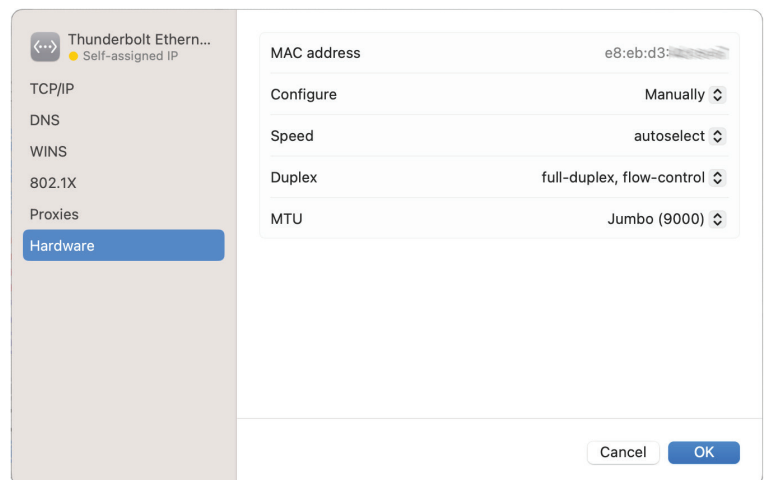 Thunderbolt Ethern...
Self-assigned IP
TCP/IP
DNS
WINS
802.1X
Proxies
Hardware
MAC address e8:eb:d3:
Configure Manually
Speed autoselect
Duplex full-duplex, flow-control
MTU Jumbo (9000)
Cancel OK